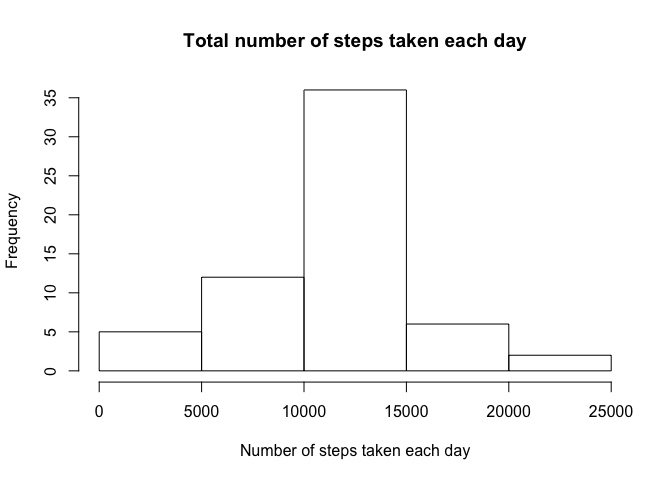 Total number of steps taken each day
Frequency
35
30
25
20
15
10
5
0
0 5000 10000 15000 20000 25000
Number of steps taken each day